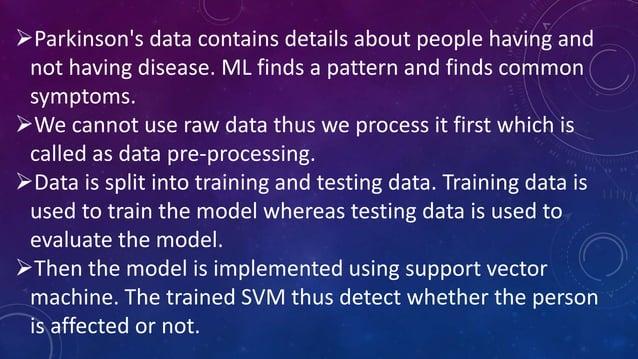 ➢Parkinson's data contains details about people having and
not having disease. ML finds a pattern and finds common
symptoms.
➢We cannot use raw data thus we process it first which is
called as data pre-processing.
➢Data is split into training and testing data. Training data is
used to train the model whereas testing data is used to
evaluate the model.
➢Then the model is implemented using support vector
machine. The trained SVM thus detect whether the person
is affected or not.